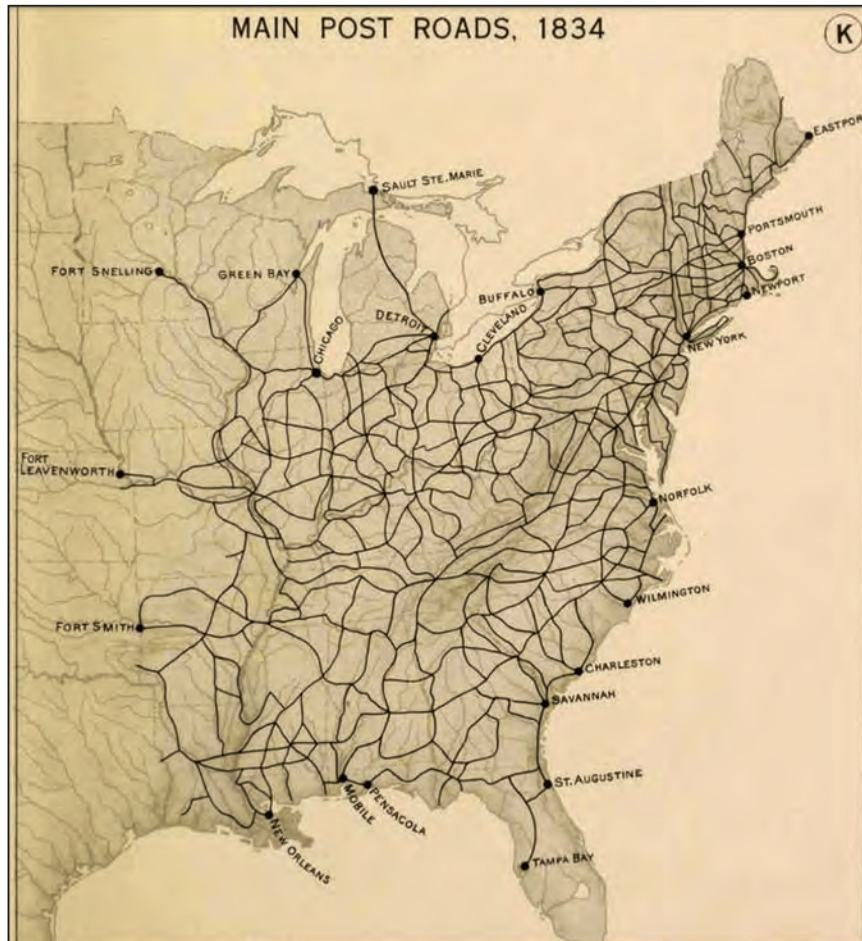 MAIN POST ROADS, 1834
K
EASTPORT
SAULT STE. MARIE
PORTSMOUTH
BOSTON
FORT SNELLING
GREEN BAY
BUFFALO
NEWPORT
DETROIT
CLEVELAND
NEW YORK
CHICAGO
FORT
LEAVENWORTH
NORFOLK
WILMINGTON
FORT SMITH
CHARLESTON
SAVANNAH
ST. AUGUSTINE
MOBILE
PENSACOLA
NEW ORLEANS
TAMPA BAY